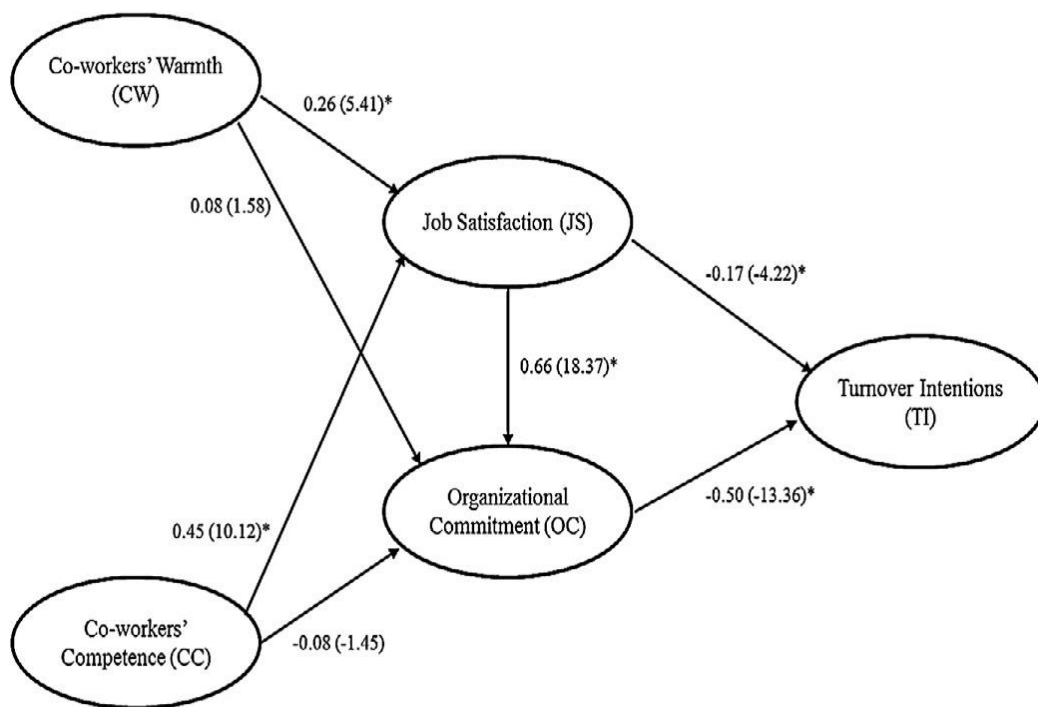 Co-workers' Warmth
(CW)
0.26 (5.41)*
0.08 (1.58)
Job Satisfaction (JS)
-0.17 (-4.22)*
0.66 (18.37)*
Turnover Intentions
(TI)
Organizational
Commitment (OC)
-0.50 (-13.36)*
0.45 (10.12)*
Co-workers'
Competence (CC)
-0.08 (-1.45)